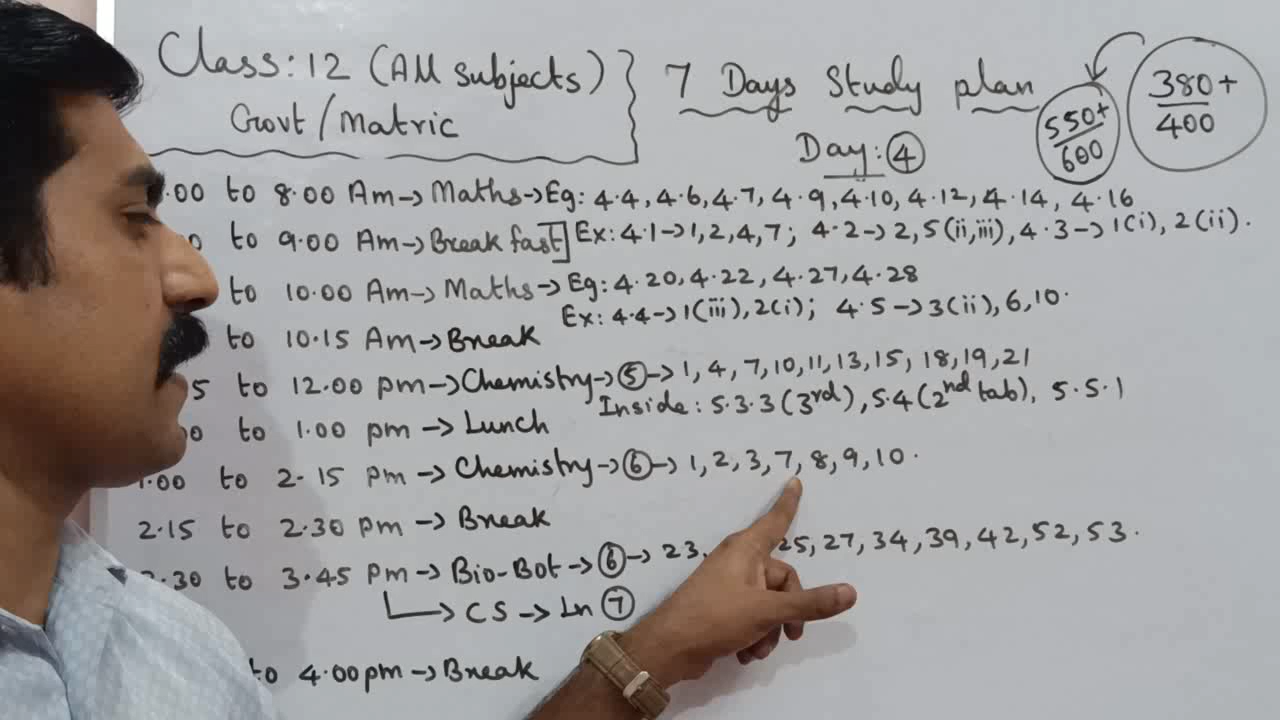 Class: 12 (All subjects)
Govt/Matric
7 Days Study plan
Day: 4
550+/600
380+/400
.00 to 8.00 Am → Maths → Eg: 4.4, 4.6, 4.7, 4.9, 4.10, 4.12, 4.14, 4.16
to 9.00 Am → Breakfast] Ex: 4.1 → 1, 2, 4, 7; 4.2 → 2, 5(ii, iii), 4.3 → 1(i), 2(ii).
to 10.00 Am → Maths → Eg: 4.20, 4.22, 4.27, 4.28
Ex: 4.4 → 1(iii), 2(i); 4.5 → 3(ii), 6, 10.
to 10.15 Am → Break
5 to 12.00 pm → Chemistry → 5 → 1, 4, 7, 10, 11, 13, 15, 18, 19, 21
Inside: 5.3.3 (3rd), 5.4 (2nd tab), 5.5.1
00 to 1.00 pm → Lunch
1.00 to 2.15 pm → Chemistry → 6 → 1, 2, 3, 7, 8, 9, 10.
2.15 to 2.30 pm → Break
2.30 to 3.45 pm → Bio-Bot → 6 → 23, 25, 27, 34, 39, 42, 52, 53.
→ CS → Ln 7
to 4.00 pm → Break